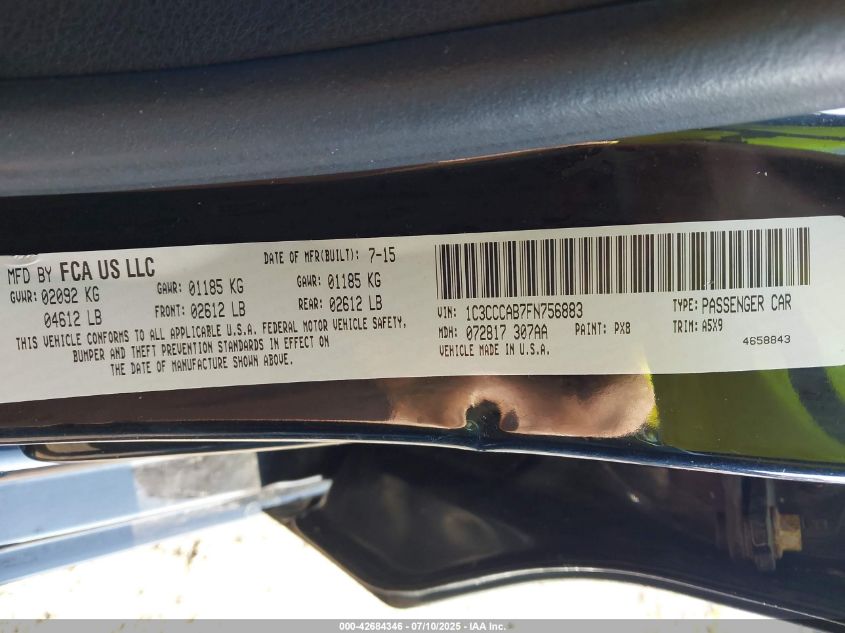 MFD BY FCA US LLC
DATE OF MFR(BUILT): 7-15
GVWR: 02092 KG GAWR: 01185 KG GAWR: 01185 KG
04612 LB FRONT: 02612 LB REAR: 02612 LB
THIS VEHICLE CONFORMS TO ALL APPLICABLE U.S.A. FEDERAL MOTOR VEHICLE SAFETY,
BUMPER AND THEFT PREVENTION STANDARDS IN EFFECT ON
THE DATE OF MANUFACTURE SHOWN ABOVE.
VIN: 1C3CCCAB7FN756883 TYPE: PASSENGER CAR
MDH: 072817 307AA PAINT: PX8 TRIM: A5X9
VEHICLE MADE IN U.S.A. 4658843
000-42684346 - 07/10/2025 - IAA Inc.